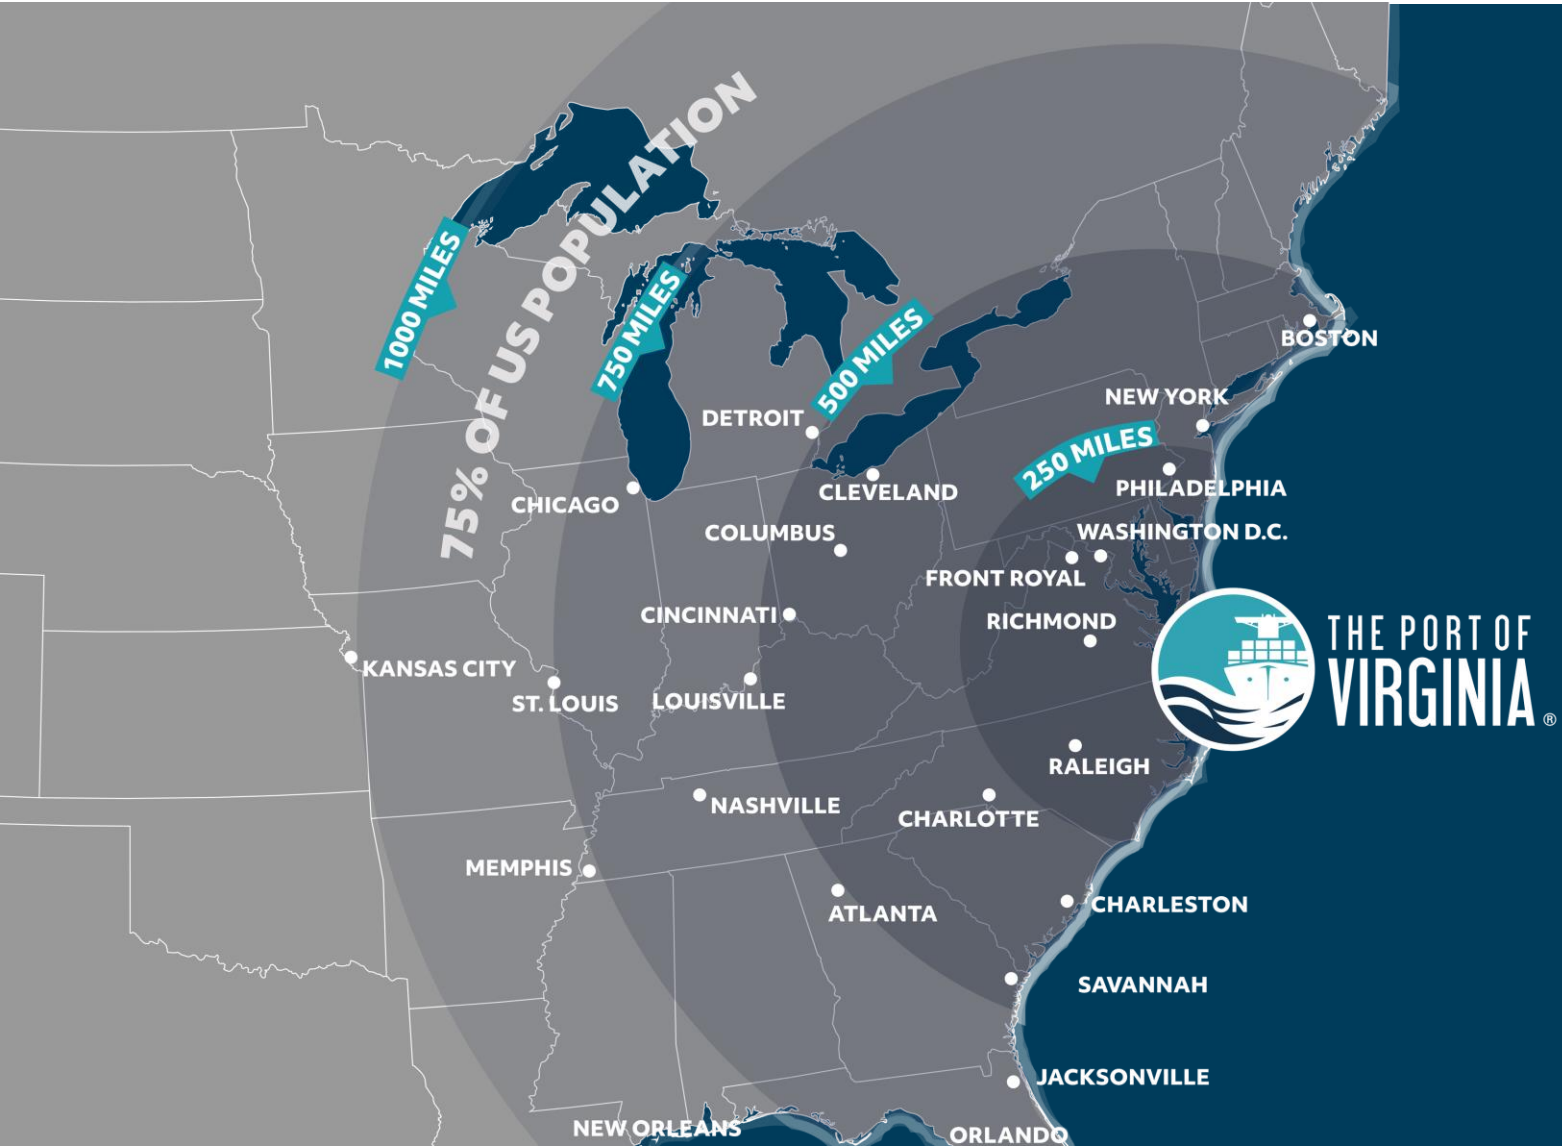 75% OF US POPULATION
1000 MILES
750 MILES
500 MILES
250 MILES
BOSTON
NEW YORK
DETROIT
PHILADELPHIA
CLEVELAND
CHICAGO
COLUMBUS
WASHINGTON D.C.
FRONT ROYAL
CINCINNATI
RICHMOND
THE PORT OF
VIRGINIA®
KANSAS CITY
ST. LOUIS
LOUISVILLE
RALEIGH
NASHVILLE
CHARLOTTE
MEMPHIS
ATLANTA
CHARLESTON
SAVANNAH
JACKSONVILLE
NEW ORLEANS
ORLANDO